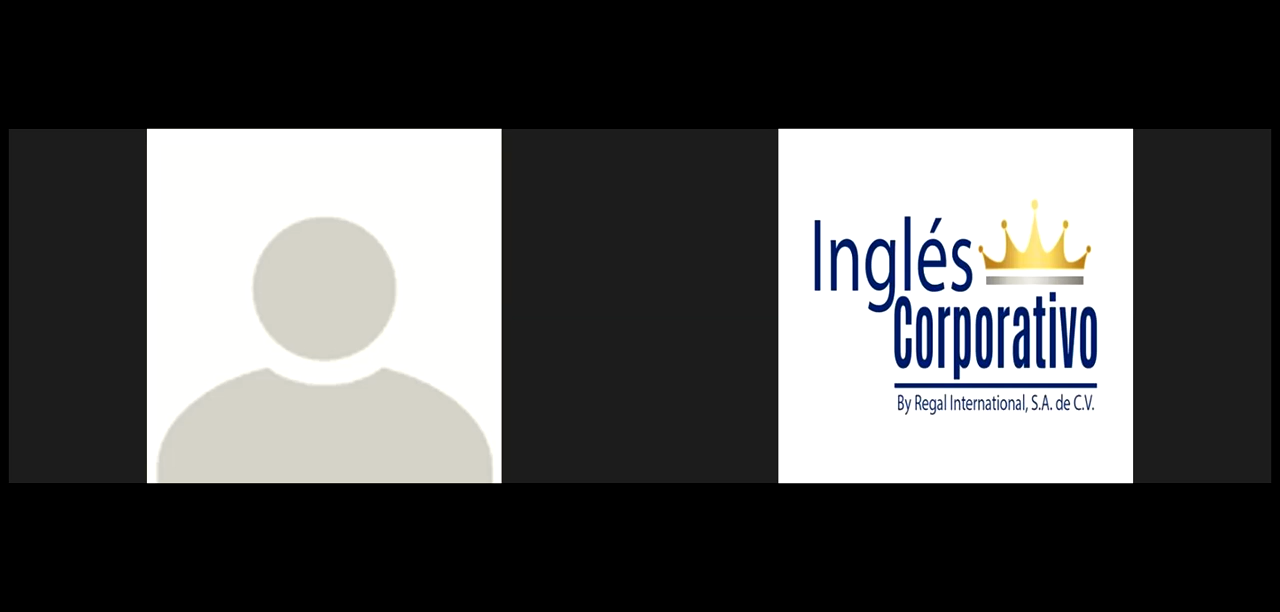 Inglés
Corporativo
By Regal International, S.A. de C.V.